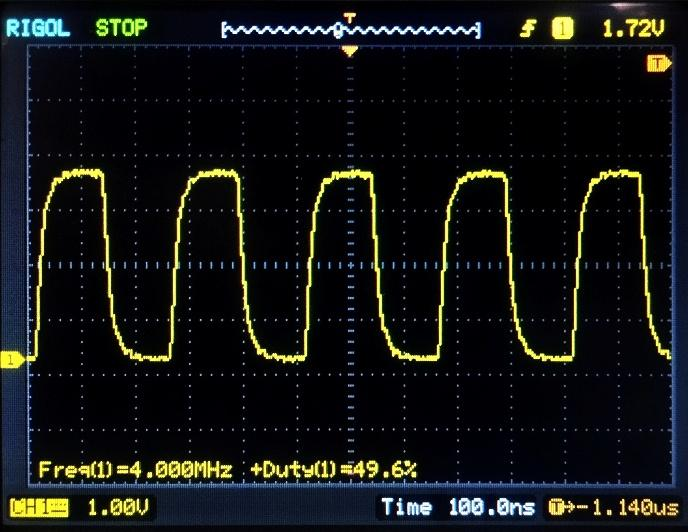 RIGOL STOP 1 1.72V
T
T
1
Freq(1)=4.000MHz +Duty(1)=49.6%
CH1 1.00V Time 100.0ns T→-1.140us